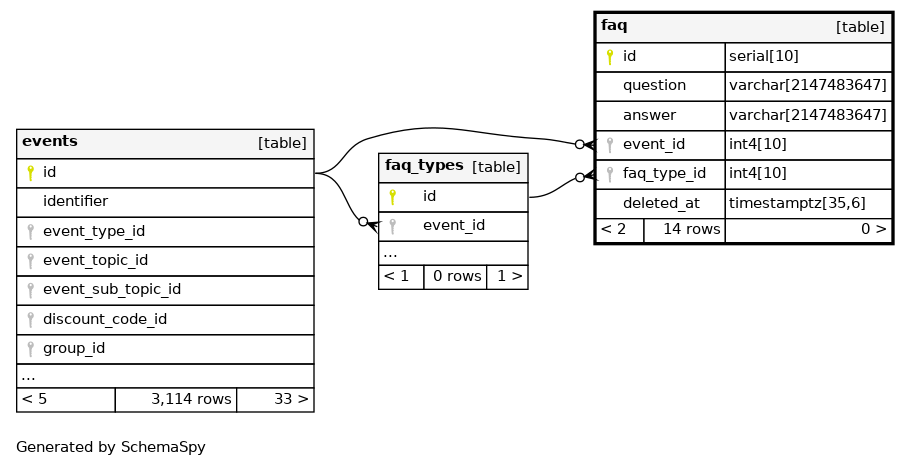 faq [table]
id serial[10]
question varchar[2147483647]
answer varchar[2147483647]
event_id int4[10]
faq_type_id int4[10]
deleted_at timestamptz[35,6]
< 2 14 rows 0 >
events [table]
id
identifier
event_type_id
event_topic_id
event_sub_topic_id
discount_code_id
group_id
...
< 5 3,114 rows 33 >
faq_types [table]
id
event_id
...
< 1 0 rows 1 >
Generated by SchemaSpy